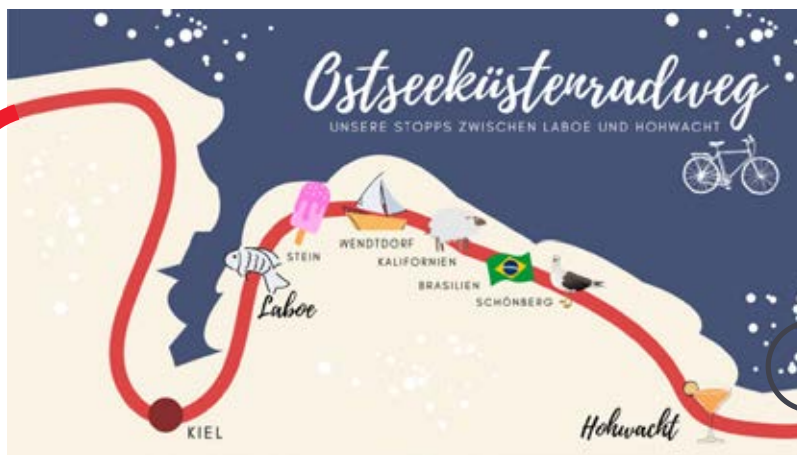 Ostseeküstenradweg
UNSERE STOPPS ZWISCHEN LABOE UND HOHWACHT
STEIN
WENDTDORF
KALIFORNIEN
BRASILIEN
SCHÖNBERG
Laboe
Hohwacht
KIEL